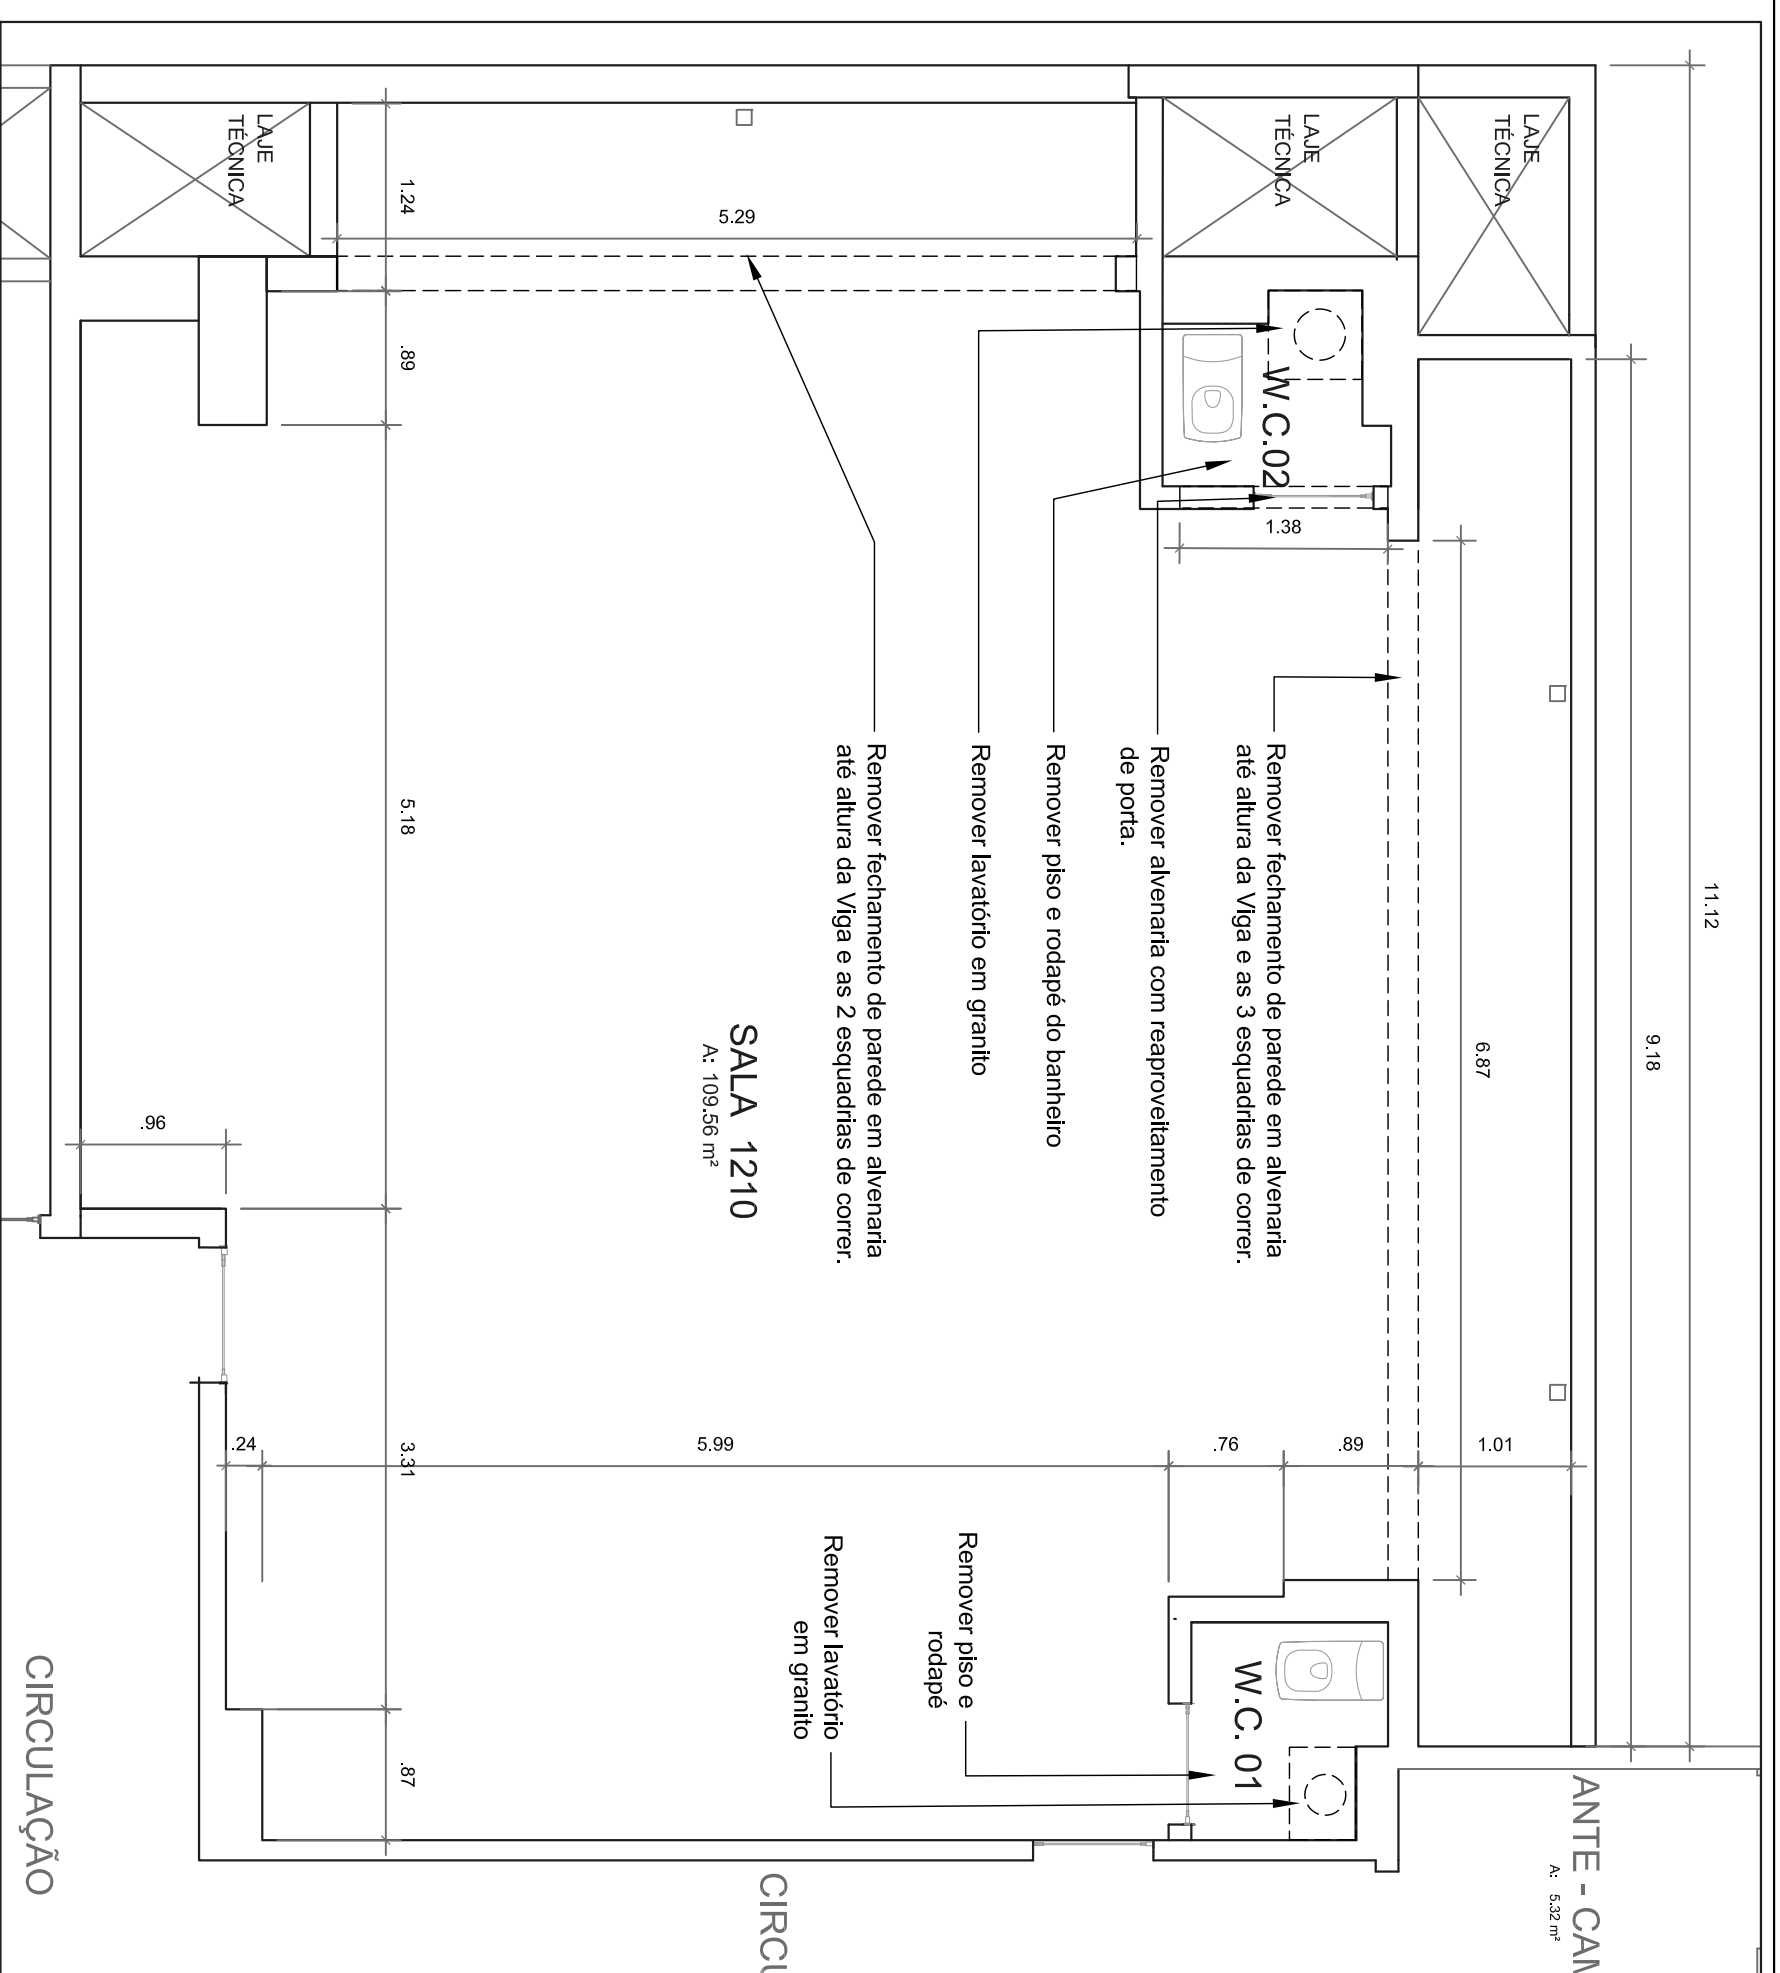 11.12
9.18
6.87
LAJE
TÉCNICA
LAJE
TÉCNICA
LAJE
TÉCNICA
1.24
5.29
.89
W.C.02
1.38
Remover fechamento de parede em alvenaria
até altura da Viga e as 3 esquadrias de correr.
Remover alvenaria com reaproveitamento
de porta.
Remover piso e rodapé do banheiro
Remover lavatório em granito
Remover fechamento de parede em alvenaria
até altura da Viga e as 2 esquadrias de correr.
5.18
SALA 1210
A: 109.56 m²
.96
.24
3.31
5.99
.76
.89
1.01
Remover piso e
rodapé
Remover lavatório
em granito
W.C. 01
.87
ANTE - CAM
A: 5.32 m²
CIRCULAÇÃO
CIRCU